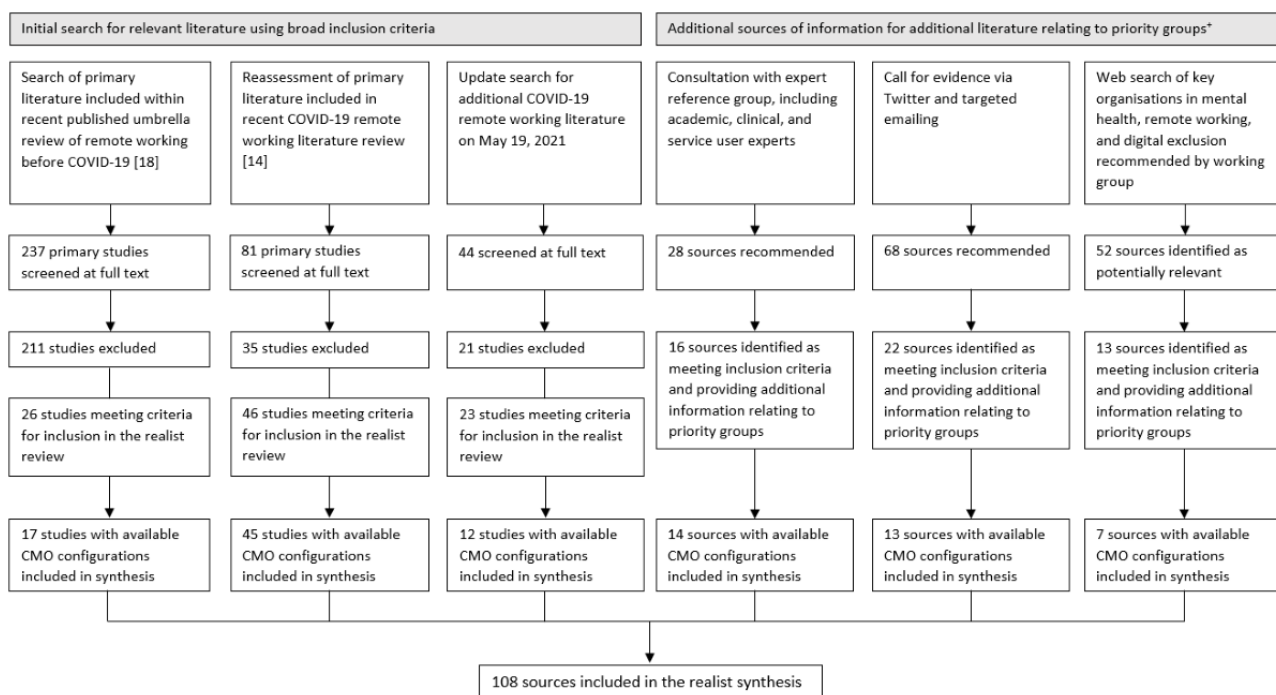 Initial search for relevant literature using broad inclusion criteria
Additional sources of information for additional literature relating to priority groups⁺
Search of primary
literature included within
recent published umbrella
review of remote working
before COVID-19 [18]
Reassessment of primary
literature included in
recent COVID-19 remote
working literature review
[14]
Update search for
additional COVID-19
remote working literature
on May 19, 2021
Consultation with expert
reference group, including
academic, clinical, and
service user experts
Call for evidence via
Twitter and targeted
emailing
Web search of key
organisations in mental
health, remote working,
and digital exclusion
recommended by working
group
237 primary studies
screened at full text
81 primary studies
screened at full text
44 screened at full text
28 sources recommended
68 sources recommended
52 sources identified as
potentially relevant
211 studies excluded
35 studies excluded
21 studies excluded
16 sources identified as
meeting inclusion criteria
and providing additional
information relating to
priority groups
22 sources identified as
meeting inclusion criteria
and providing additional
information relating to
priority groups
13 sources identified as
meeting inclusion criteria
and providing additional
information relating to
priority groups
26 studies meeting criteria
for inclusion in the realist
review
46 studies meeting criteria
for inclusion in the realist
review
23 studies meeting criteria
for inclusion in the realist
review
17 studies with available
CMO configurations
included in synthesis
45 studies with available
CMO configurations
included in synthesis
12 studies with available
CMO configurations
included in synthesis
14 sources with available
CMO configurations
included in synthesis
13 sources with available
CMO configurations
included in synthesis
7 sources with available
CMO configurations
included in synthesis
108 sources included in the realist synthesis